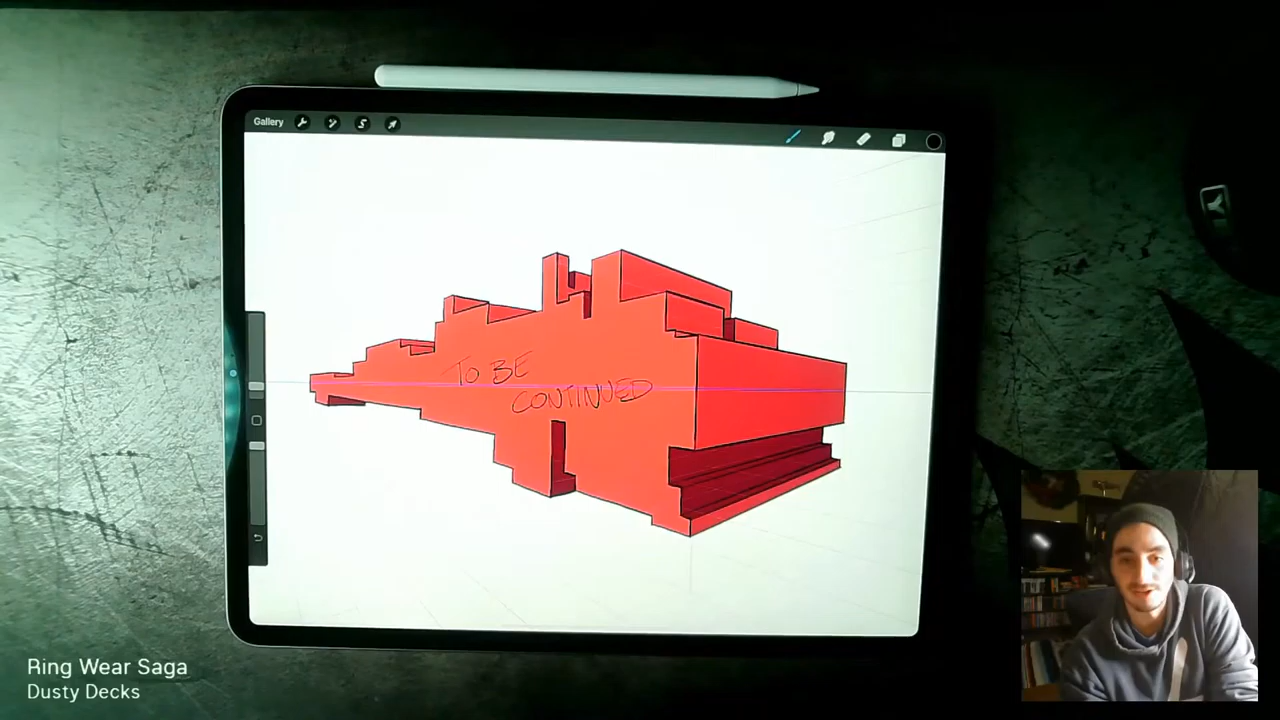 Gallery
TO BE
CONTINUED
Ring Wear Saga
Dusty Decks